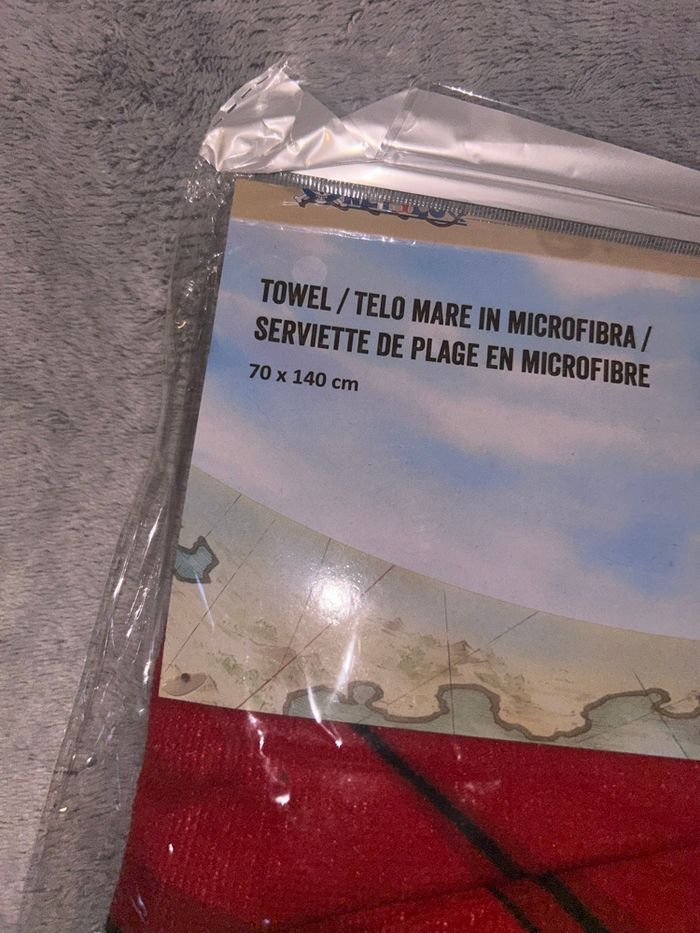 TOWEL / TELO MARE IN MICROFIBRA /
SERVIETTE DE PLAGE EN MICROFIBRE
70 x 140 cm